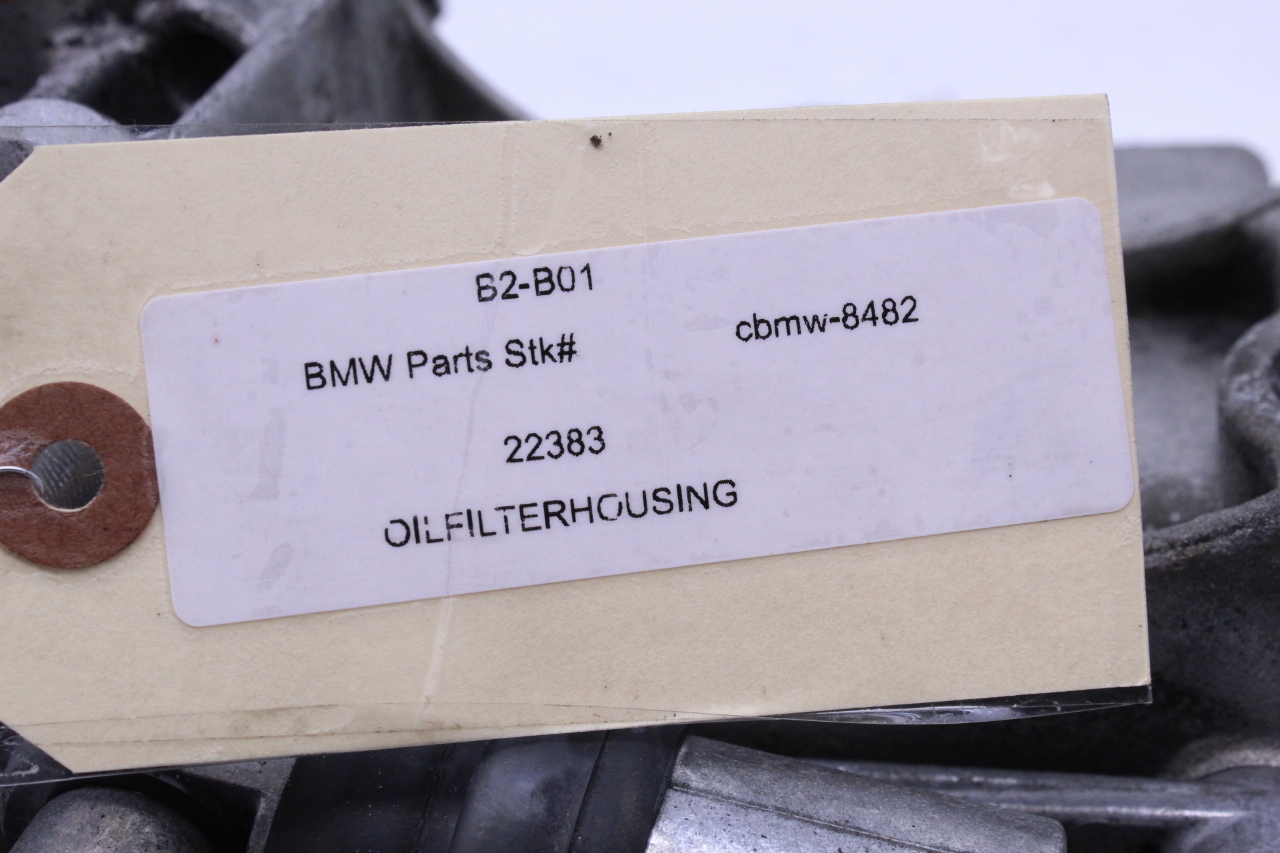 B2-B01
BMW Parts Stk# cbmw-8482
22383
OILFILTERHOUSING